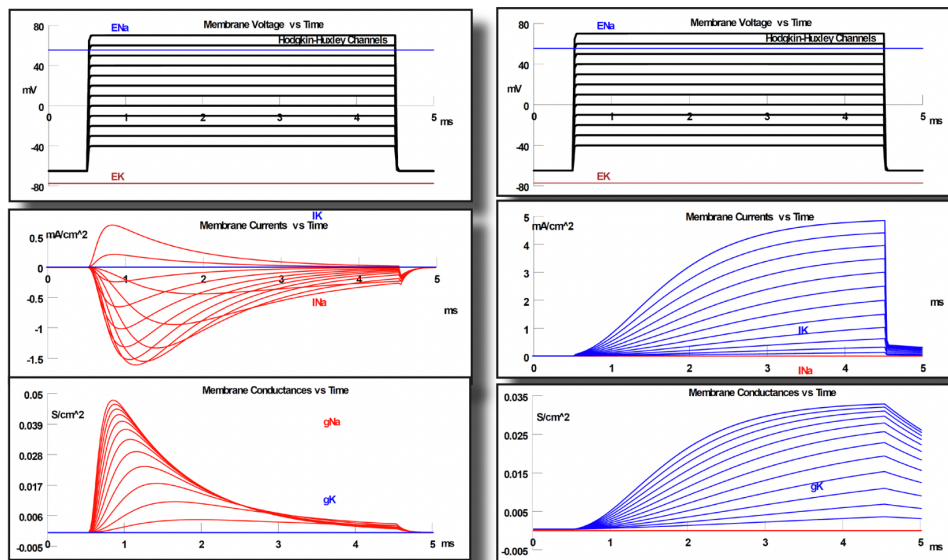 Membrane Voltage vs Time
80
ENa
Hodgkin-Huxley Channels
40
mV
0
0 1 2 3 4 5
ms
-40
EK
-80
IK
Membrane Currents vs Time
0.5
mA/cm^2
0
0 1 2 3 4 5
-0.5
INa
ms
-1
-1.5
Membrane Conductances vs Time
0.05
S/cm^2
0.039
gNa
0.028
0.017
gK
0.006
-0.005
1 2 3 4 5
ms
Membrane Voltage vs Time
80
ENa
Hodgkin-Huxley Channels
40
mV
0
0 1 2 3 4 5
ms
-40
EK
-80
Membrane Currents vs Time
5
mA/cm^2
4
3
2
ms
1
IK
0
0 1 2 3 4 5
INa
Membrane Conductances vs Time
0.035
S/cm^2
0.025
0.015
gK
0.005
-0.005
1 2 3 4 5
ms